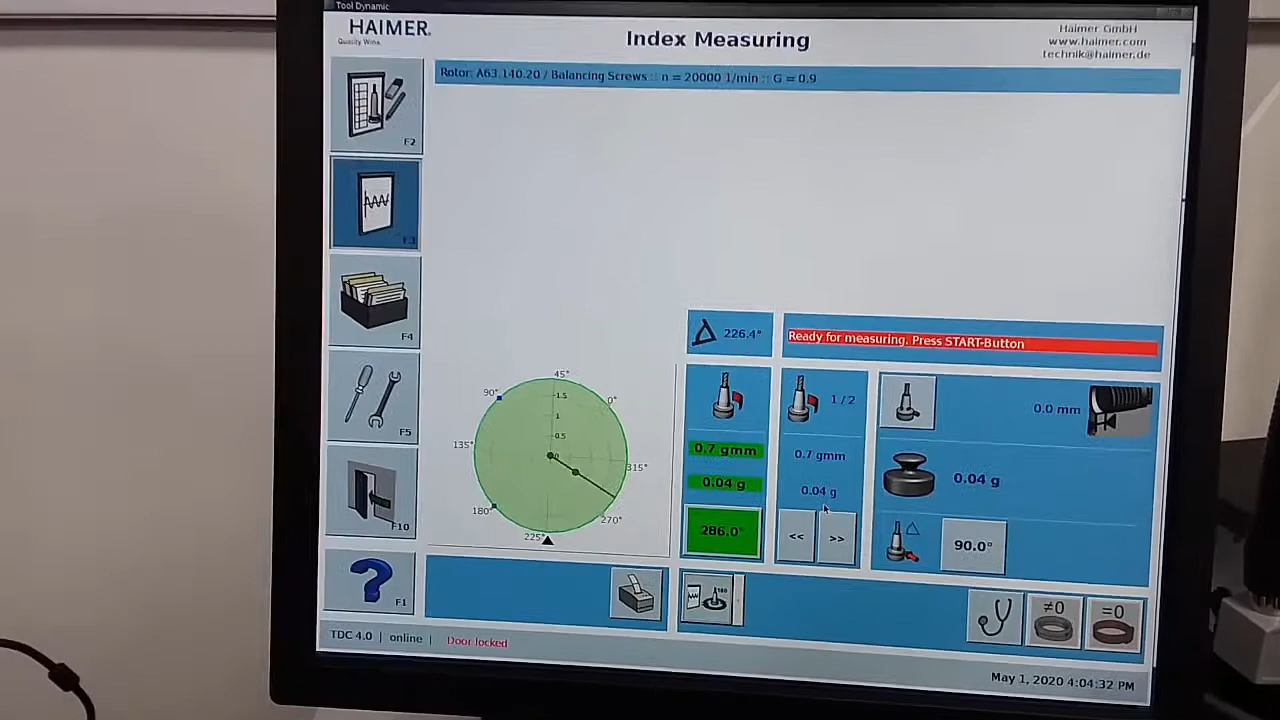 Tool Dynamic
HAIMER.
Quality Wins.
Index Measuring
Haimer GmbH
www.haimer.com
technik@haimer.de
Rotor: A63.140.20 / Balancing Screws :: n = 20000 1/min :: G = 0.9
F2
F3
F4
F5
F10
F1
226.4°
Ready for measuring. Press START-Button
45°
90°
0°
135°
315°
180°
270°
225°
1.5
1
0.5
0
0.7 gmm
0.04 g
286.0°
1 / 2
0.7 gmm
0.04 g
<<
>>
0.0 mm
0.04 g
90.0°
180
≠0
=0
TDC 4.0 | online |
Door locked
May 1, 2020 4:04:32 PM